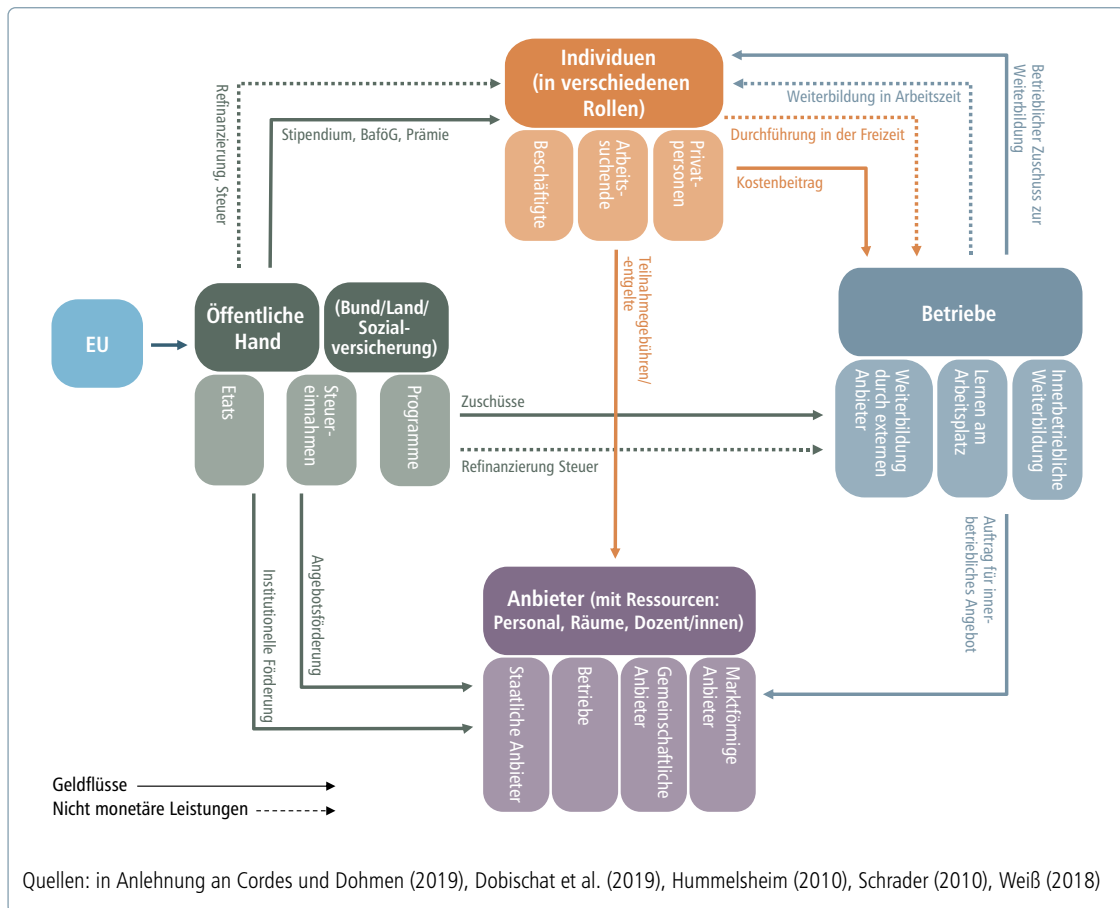 Individuen
(in verschiedenen
Rollen)
Beschäftigte
Arbeits-
suchende
Privat-
personen
Refinanzierung, Steuer
Stipendium, BaföG, Prämie
Weiterbildung in Arbeitszeit
Durchführung in der Freizeit
Kostenbeitrag
Betrieblicher Zuschuss zur
Weiterbildung
Teilnahmegebühren/
-entgelte
EU
Öffentliche
Hand
(Bund/Land/
Sozial-
versicherung)
Etats
Steuer-
einnahmen
Programme
Zuschüsse
Refinanzierung Steuer
Betriebe
Weiterbildung
durch externen
Anbieter
Lernen am
Arbeitsplatz
Innerbetriebliche
Weiterbildung
Institutionelle Förderung
Angebotsförderung
Auftrag für inner-
betriebliches Angebot
Anbieter (mit Ressourcen:
Personal, Räume, Dozent/innen)
Staatliche Anbieter
Betriebe
Gemeinschaftliche
Anbieter
Marktförmige
Anbieter
Geldflüsse
Nicht monetäre Leistungen
Quellen: in Anlehnung an Cordes und Dohmen (2019), Dobischat et al. (2019), Hummelsheim (2010), Schrader (2010), Weiß (2018)